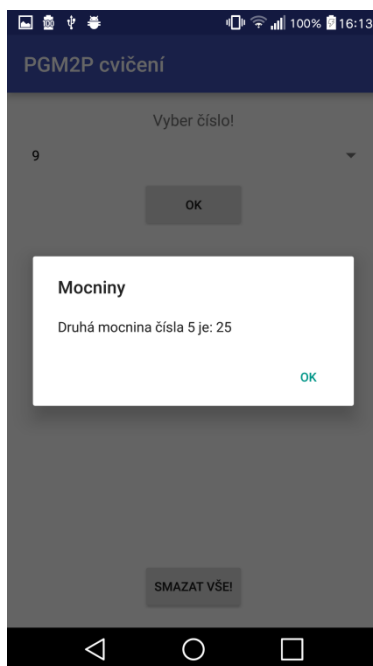 100% 16:13
PGM2P cvičení
Vyber číslo!
9
OK
Mocniny
Druhá mocnina čísla 5 je: 25
OK
SMAZAT VŠE!